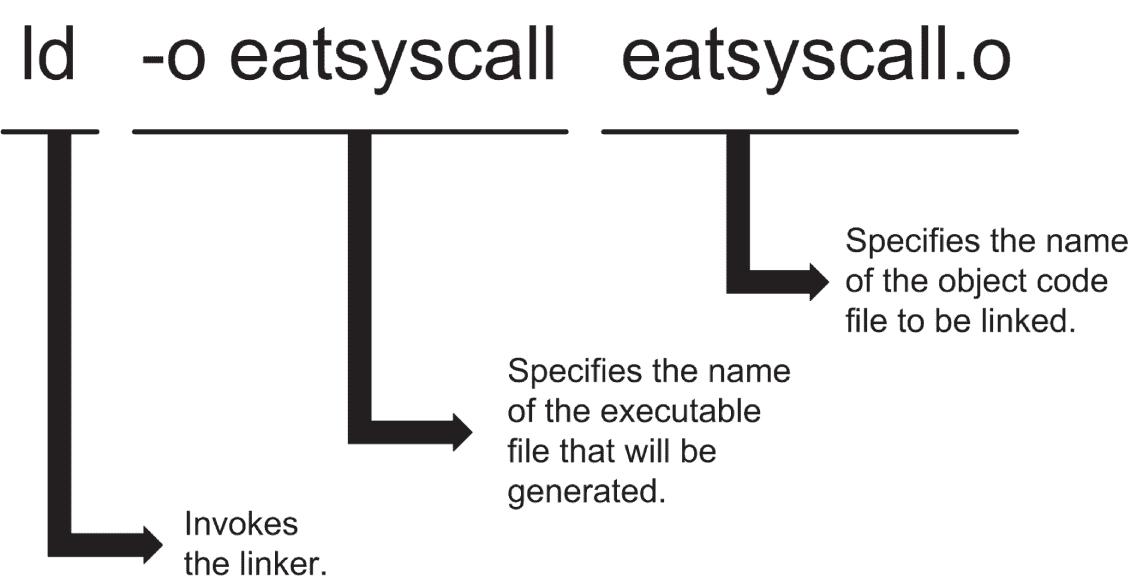 ld -o eatsyscall eatsyscall.o
Specifies the name
of the object code
file to be linked.
Specifies the name
of the executable
file that will be
generated.
Invokes
the linker.